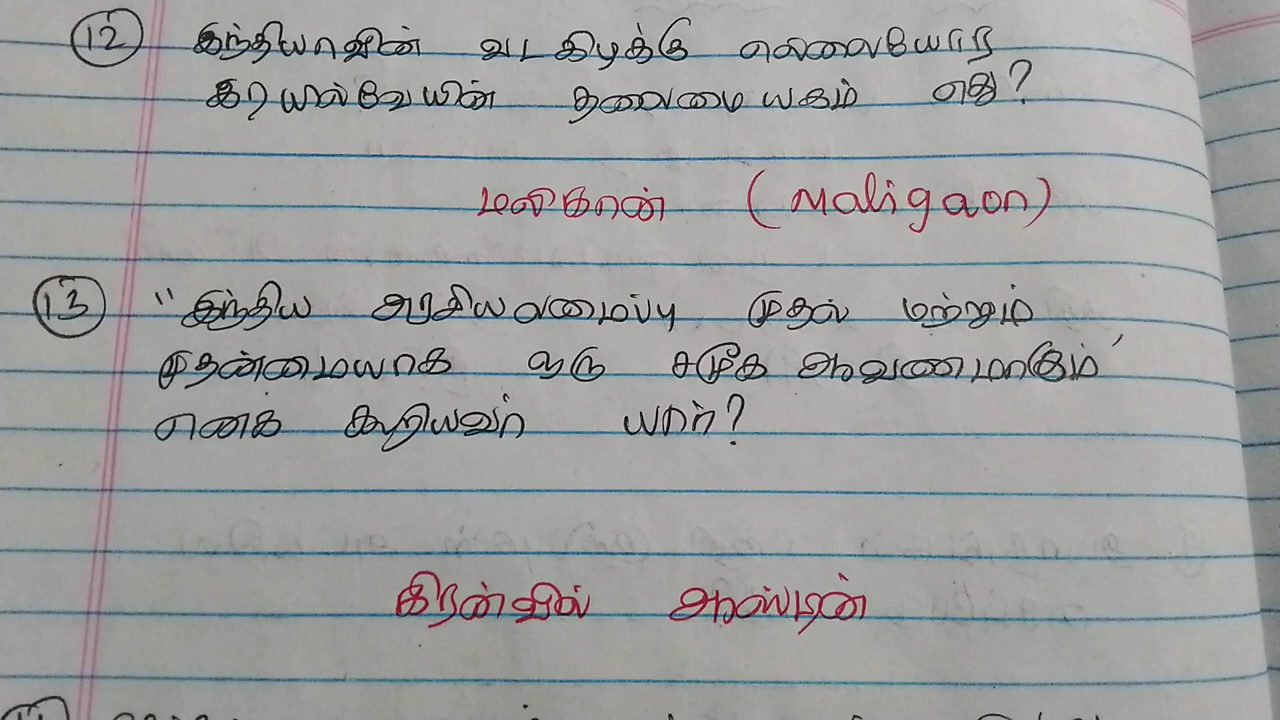 12 இந்தியாவின் வடகிழக்கு எல்லையோர
இரயில்வேயின் தலைமையகம் எது?
மலிகான் (Maligaon)
13 "இந்திய அரசியலமைப்பு முதல் மற்றும்
முதன்மையாக ஒரு சமூக ஆவணமாகும்'
எனக் கூறியவர் யார்?
கிரன்வில் ஆஸ்டின்